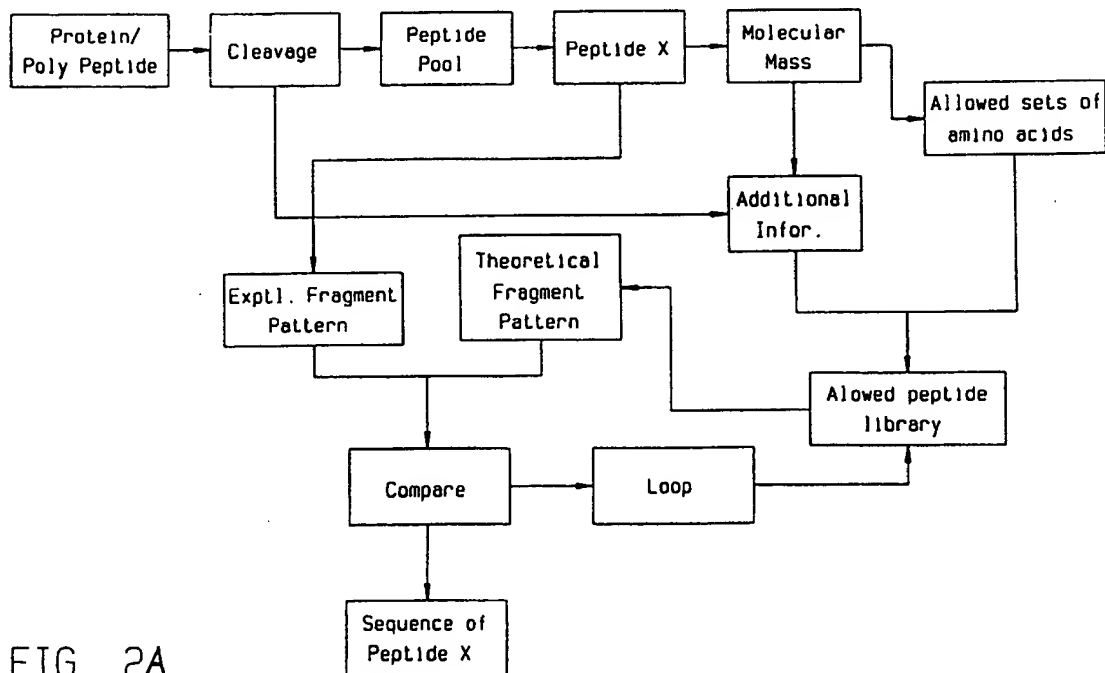 Protein/
Poly Peptide
Cleavage
Peptide
Pool
Peptide X
Molecular
Mass
Allowed sets of
amino acids
Additional
Infor.
Theoretical
Fragment
Pattern
Exptl. Fragment
Pattern
Alowed peptide
library
Compare
Loop
Sequence of
Peptide X
FIG. 2A